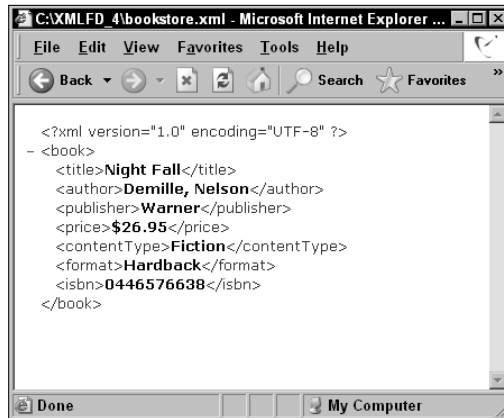 C:\XMLFD_4\bookstore.xml - Microsoft Internet Explorer ...
File Edit View Favorites Tools Help
Back Search Favorites »
<?xml version="1.0" encoding="UTF-8" ?>
- <book>
<title>Night Fall</title>
<author>Demille, Nelson</author>
<publisher>Warner</publisher>
<price>$26.95</price>
<contentType>Fiction</contentType>
<format>Hardback</format>
<isbn>0446576638</isbn>
</book>
Done My Computer